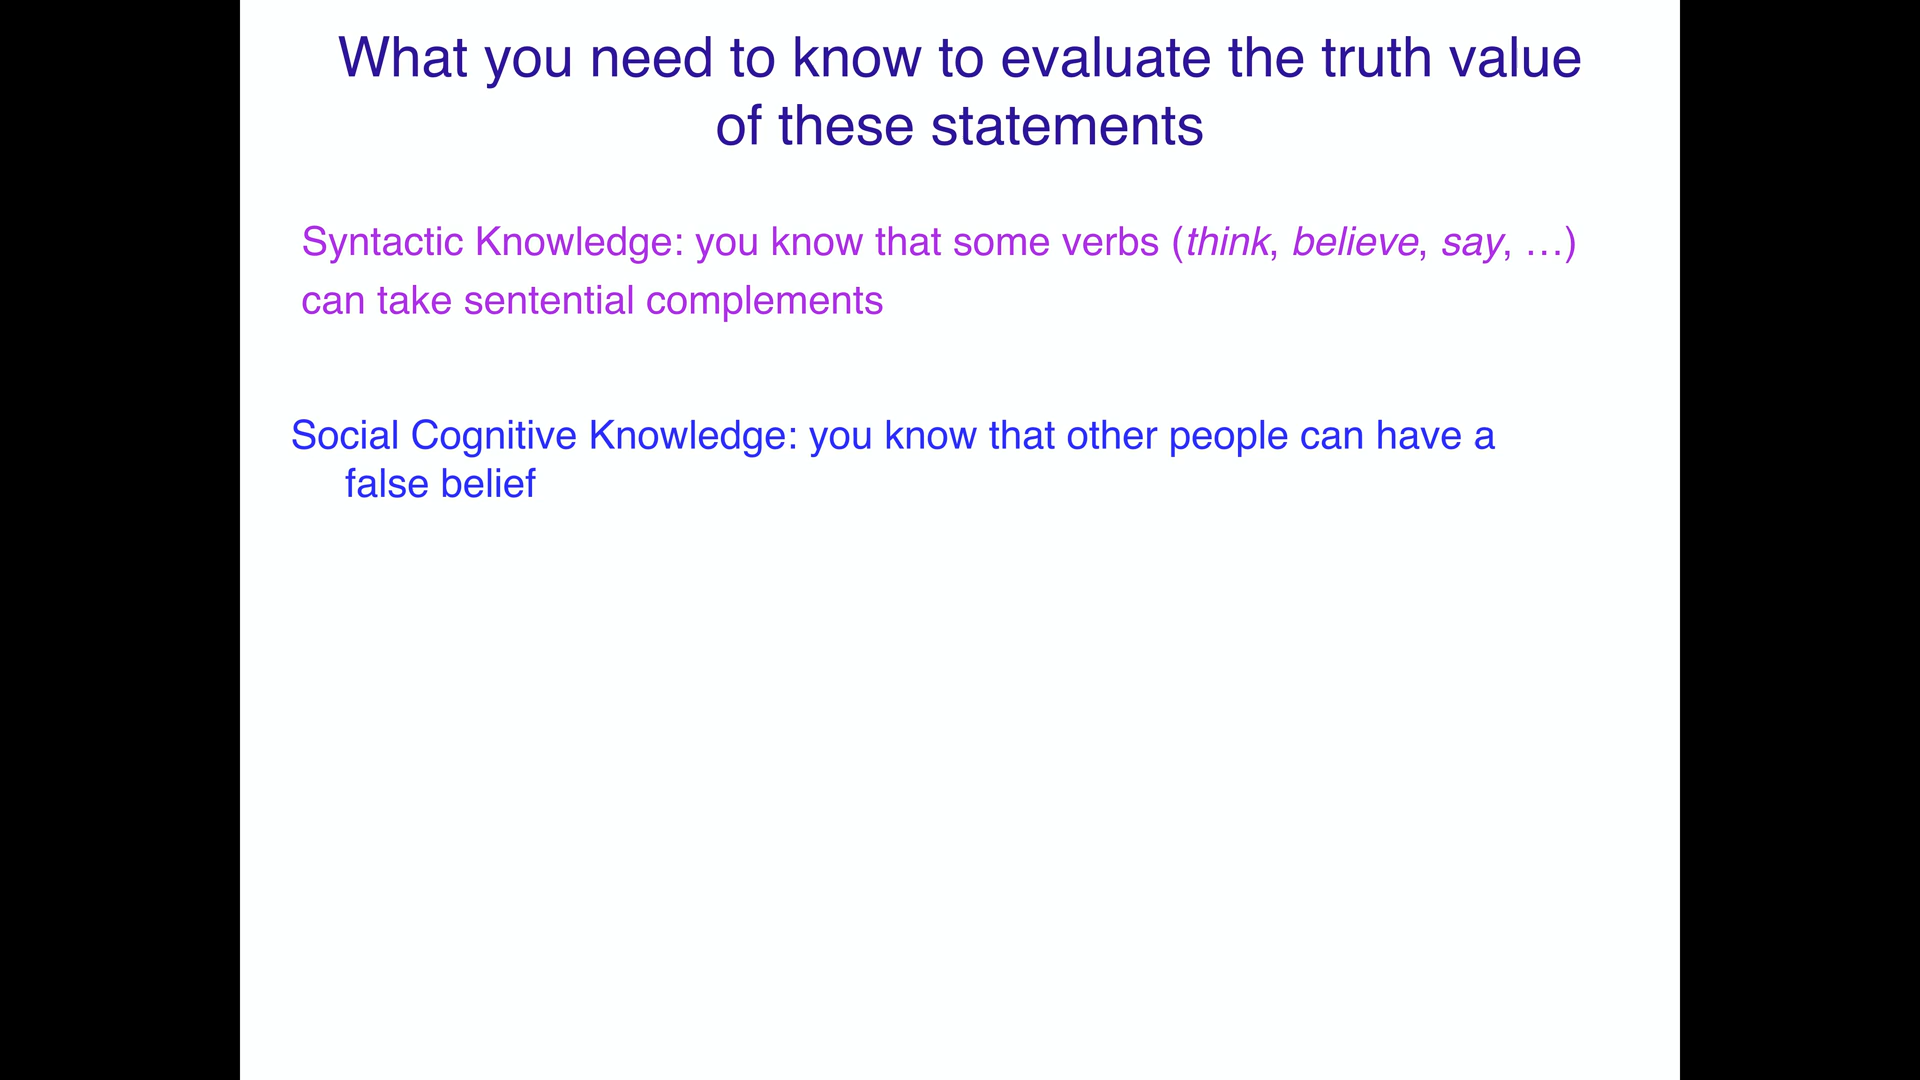 What you need to know to evaluate the truth value
of these statements
Syntactic Knowledge: you know that some verbs (think, believe, say, …)
can take sentential complements
Social Cognitive Knowledge: you know that other people can have a
false belief